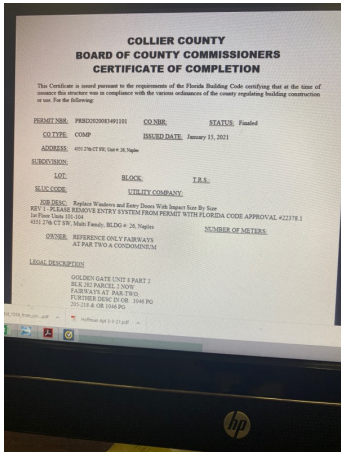 COLLIER COUNTY
BOARD OF COUNTY COMMISSIONERS
CERTIFICATE OF COMPLETION
This Certificate is issued pursuant to the requirements of the Florida Building Code certifying that at the time of
issuance this structure was in compliance with the various ordinances of the county regulating building construction
or use. For the following:
PERMIT NBR: PRBD2020083491101 CO NBR: STATUS: Finaled
CO TYPE: COMP ISSUED DATE: January 15, 2021
ADDRESS: 4351 27th CT SW, Unit #: 26, Naples
SUBDIVISION:
LOT: BLOCK: T.R.S.:
SLUC CODE: UTILITY COMPANY:
JOB DESC: Replace Windows and Entry Doors With Impact Size By Size
REV 1 - PLEASE REMOVE ENTRY SYSTEM FROM PERMIT WITH FLORIDA CODE APPROVAL #22378.1
1st Floor Units 101-104
4351 27th CT SW, Multi Family, BLDG #: 26, Naples NUMBER OF METERS:
OWNER: REFERENCE ONLY FAIRWAYS
AT PAR TWO A CONDOMINIUM
LEGAL DESCRIPTION
GOLDEN GATE UNIT 8 PART 2
BLK 262 PARCEL 2 NOW
FAIRWAYS AT PAR-TWO,
FURTHER DESC IN OR 1046 PG
205-218 & OR 1046 PG
.pdf
hp